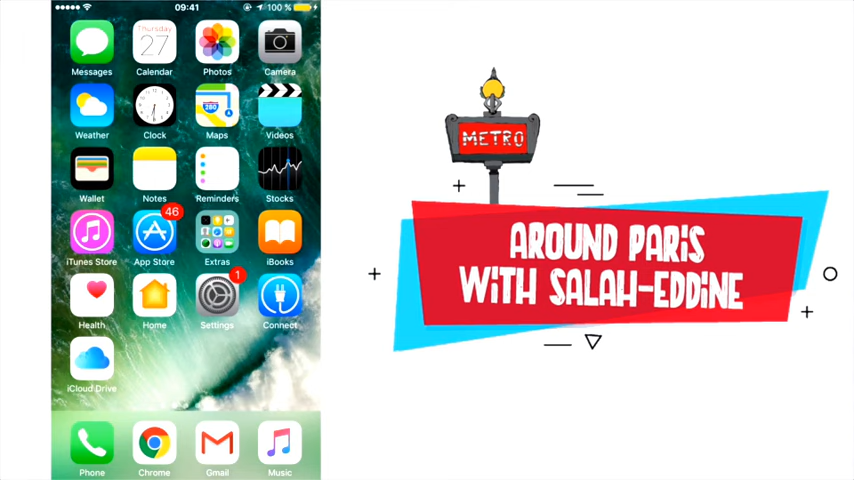 09:41
100 %
Thursday
27
Messages
Calendar
Photos
Camera
280
Weather
Clock
Maps
Videos
Wallet
Notes
Reminders
Stocks
46
iTunes Store
App Store
Extras
iBooks
1
Health
Home
Settings
Connect
iCloud Drive
Phone
Chrome
Gmail
Music
METRO
AROUND PARIS
WITH SALAH-EDDINE